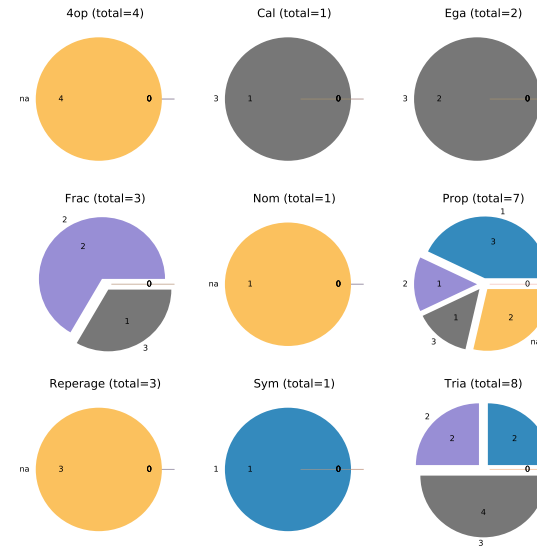 4op (total=4)
Cal (total=1)
Ega (total=2)
na 4 0
3 1 0
3 2 0
Frac (total=3)
Nom (total=1)
Prop (total=7)
2 2 0 1 3
na 1 0
1 3 2 1 0 1 2 3 na
Reperage (total=3)
Sym (total=1)
Tria (total=8)
na 3 0
1 1 0
2 2 2 0 4 3